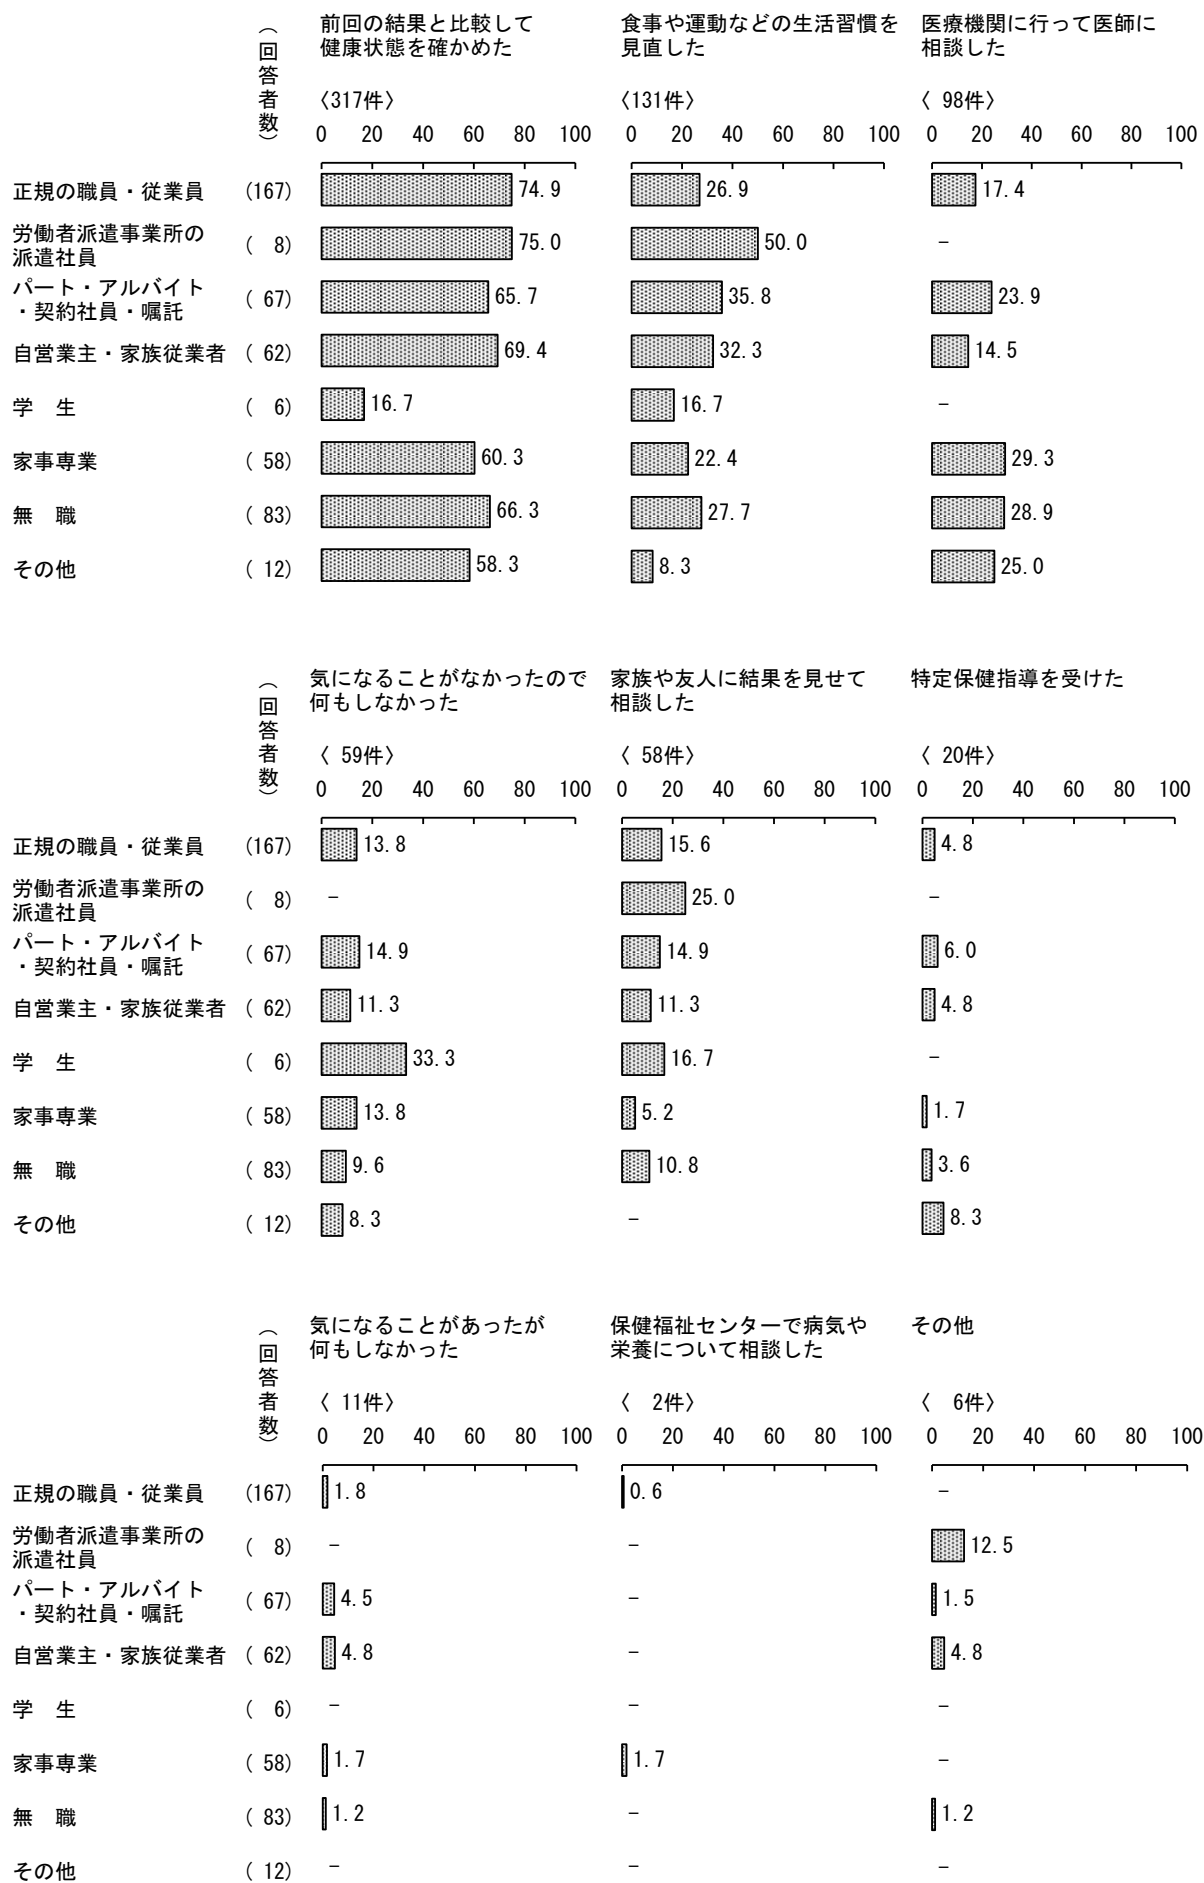 （回答者数）
前回の結果と比較して
健康状態を確かめた
食事や運動などの生活習慣を
見直した
医療機関に行って医師に
相談した
〈317件〉 〈131件〉 〈 98件〉
0 20 40 60 80 100 0 20 40 60 80 100 0 20 40 60 80 100
正規の職員・従業員 (167) 74.9 26.9 17.4
労働者派遣事業所の
派遣社員 ( 8) 75.0 50.0 −
パート・アルバイト
・契約社員・嘱託 ( 67) 65.7 35.8 23.9
自営業主・家族従業者 ( 62) 69.4 32.3 14.5
学 生 ( 6) 16.7 16.7 −
家事専業 ( 58) 60.3 22.4 29.3
無 職 ( 83) 66.3 27.7 28.9
その他 ( 12) 58.3 8.3 25.0
（回答者数）
気になることがなかったので
何もしなかった
家族や友人に結果を見せて
相談した
特定保健指導を受けた
〈 59件〉 〈 58件〉 〈 20件〉
0 20 40 60 80 100 0 20 40 60 80 100 0 20 40 60 80 100
正規の職員・従業員 (167) 13.8 15.6 4.8
労働者派遣事業所の
派遣社員 ( 8) − 25.0 −
パート・アルバイト
・契約社員・嘱託 ( 67) 14.9 14.9 6.0
自営業主・家族従業者 ( 62) 11.3 11.3 4.8
学 生 ( 6) 33.3 16.7 −
家事専業 ( 58) 13.8 5.2 1.7
無 職 ( 83) 9.6 10.8 3.6
その他 ( 12) 8.3 − 8.3
（回答者数）
気になることがあったが
何もしなかった
保健福祉センターで病気や
栄養について相談した
その他
〈 11件〉 〈 2件〉 〈 6件〉
0 20 40 60 80 100 0 20 40 60 80 100 0 20 40 60 80 100
正規の職員・従業員 (167) 1.8 0.6 −
労働者派遣事業所の
派遣社員 ( 8) − − 12.5
パート・アルバイト
・契約社員・嘱託 ( 67) 4.5 − 1.5
自営業主・家族従業者 ( 62) 4.8 − 4.8
学 生 ( 6) − − −
家事専業 ( 58) 1.7 1.7 −
無 職 ( 83) 1.2 − 1.2
その他 ( 12) − − −